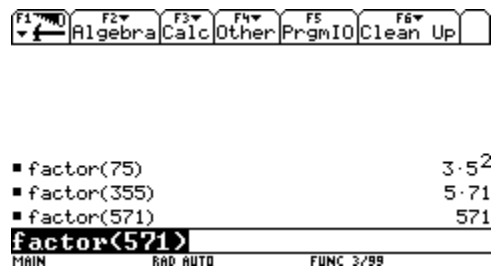 F1 F2 F3 F4 F5 F6
Algebra Calc Other PrgmIO Clean Up
factor(75) 3·5²
factor(355) 5·71
factor(571) 571
factor(571)
MAIN RAD AUTO FUNC 3/99